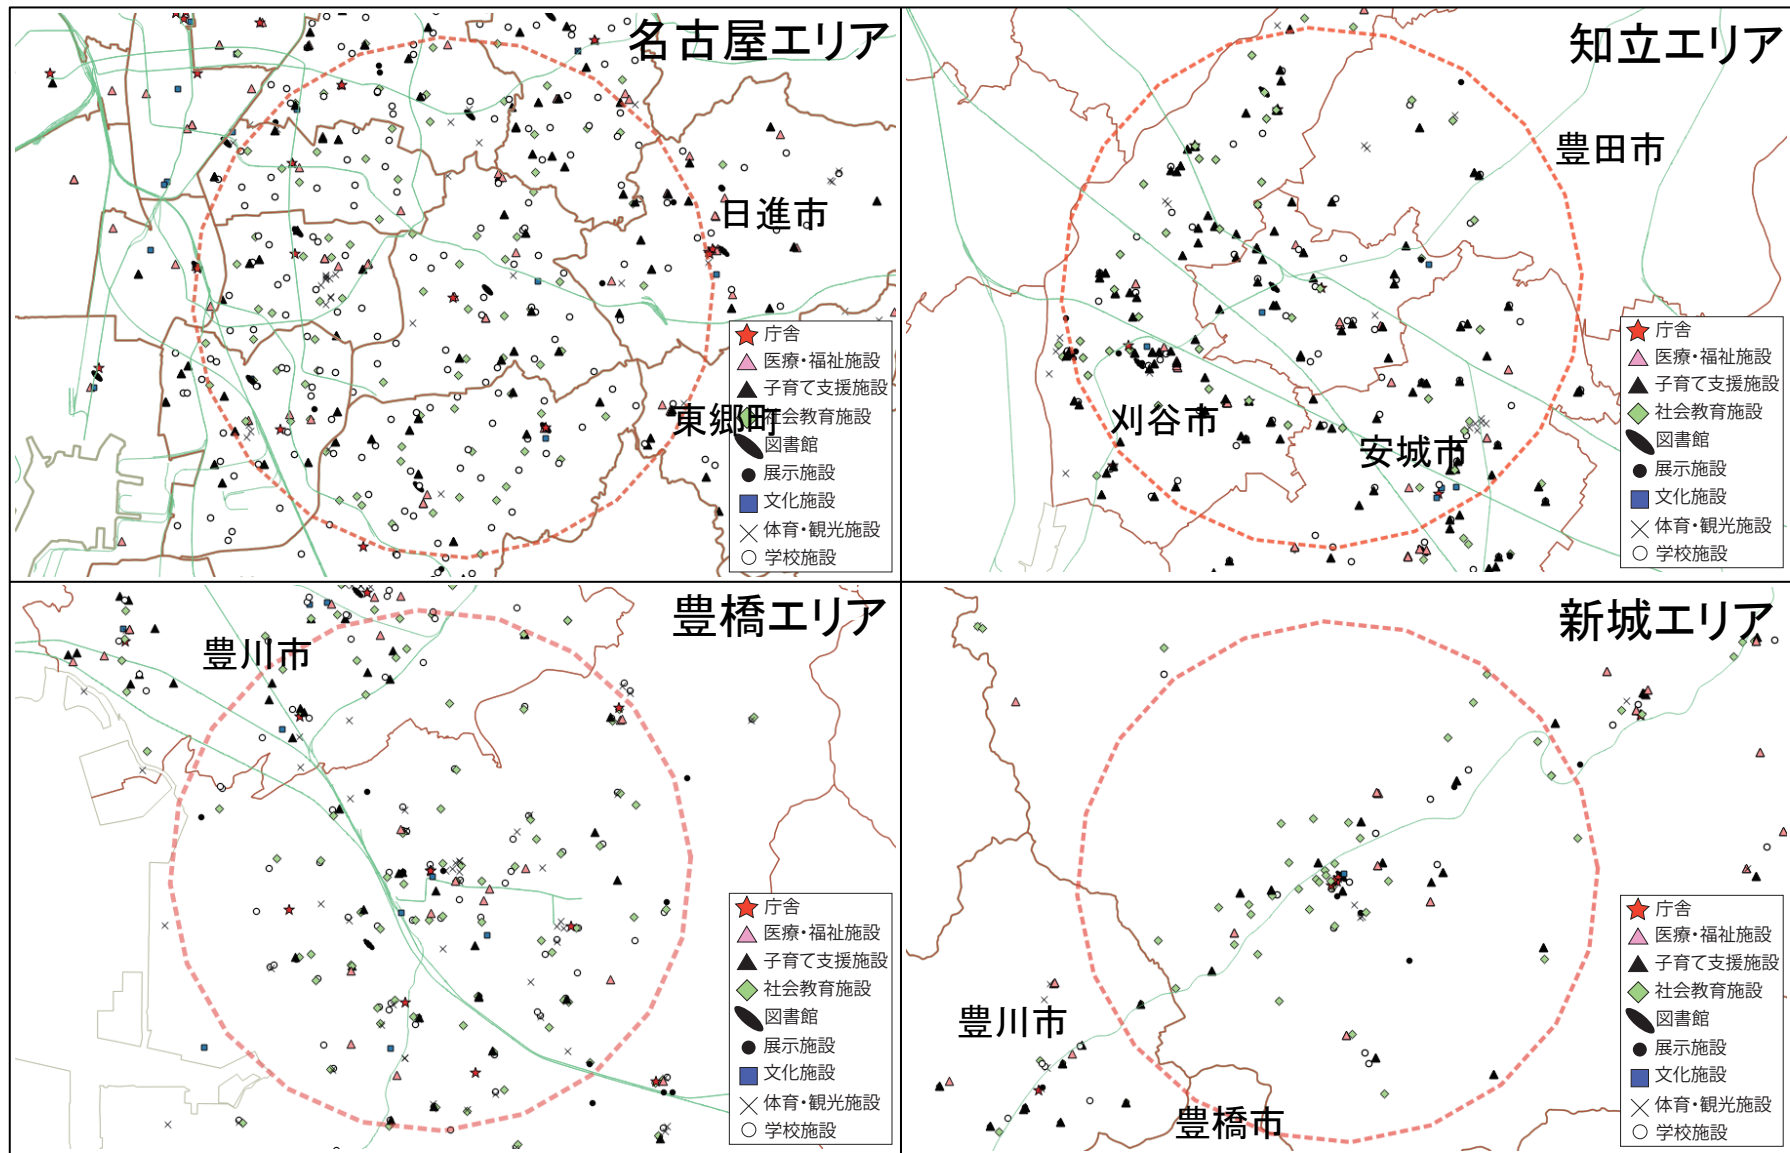 名古屋エリア
日進市
東郷町
庁舎
医療・福祉施設
子育て支援施設
社会教育施設
図書館
展示施設
文化施設
体育・観光施設
学校施設
知立エリア
豊田市
刈谷市
安城市
庁舎
医療・福祉施設
子育て支援施設
社会教育施設
図書館
展示施設
文化施設
体育・観光施設
学校施設
豊橋エリア
豊川市
庁舎
医療・福祉施設
子育て支援施設
社会教育施設
図書館
展示施設
文化施設
体育・観光施設
学校施設
新城エリア
豊川市
豊橋市
庁舎
医療・福祉施設
子育て支援施設
社会教育施設
図書館
展示施設
文化施設
体育・観光施設
学校施設